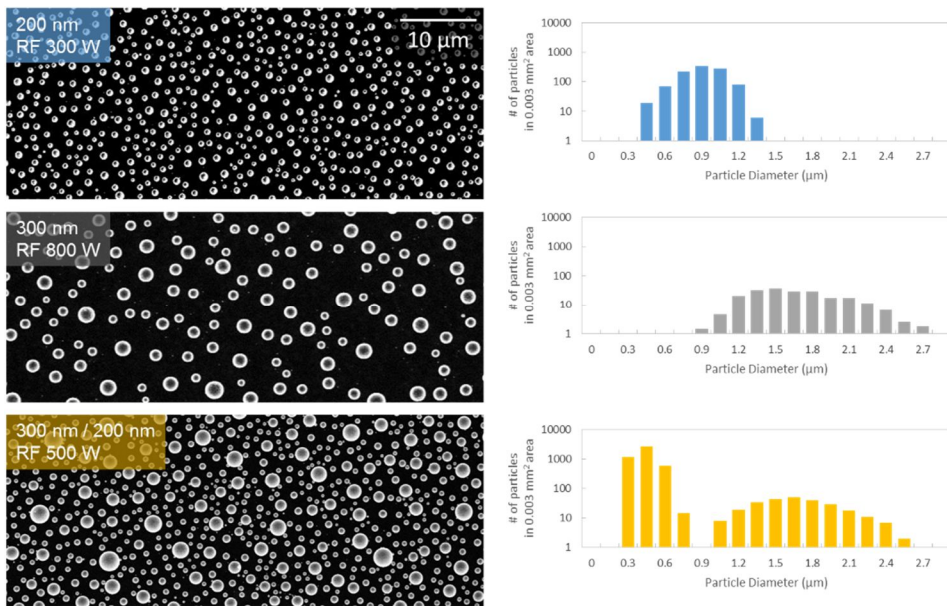 200 nm
RF 300 W
10 µm
# of particles
in 0.003 mm² area
10000
1000
100
10
1
0 0.3 0.6 0.9 1.2 1.5 1.8 2.1 2.4 2.7
Particle Diameter (µm)
300 nm
RF 800 W
# of particles
in 0.003 mm² area
10000
1000
100
10
1
0 0.3 0.6 0.9 1.2 1.5 1.8 2.1 2.4 2.7
Particle Diameter (µm)
300 nm / 200 nm
RF 500 W
# of particles
in 0.003 mm² area
10000
1000
100
10
1
0 0.3 0.6 0.9 1.2 1.5 1.8 2.1 2.4 2.7
Particle Diameter (µm)